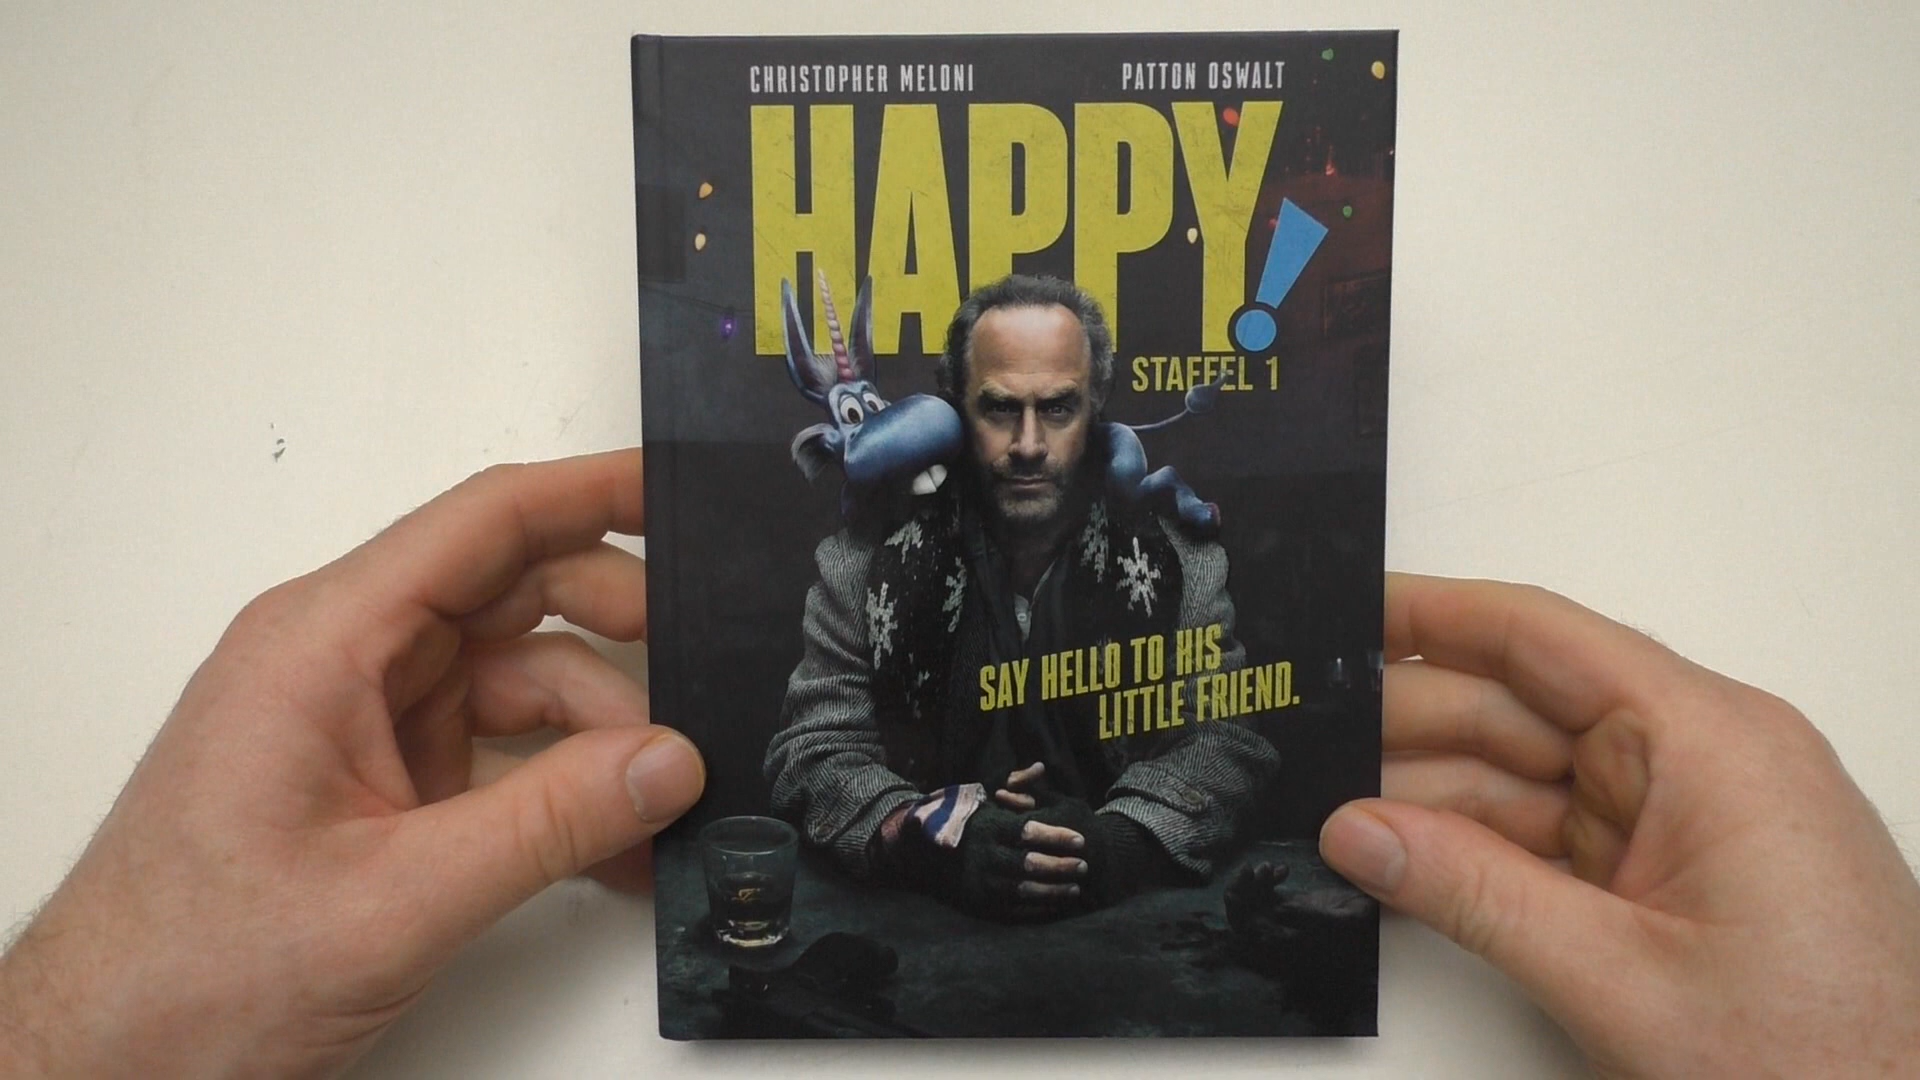 CHRISTOPHER MELONI
PATTON OSWALT
HAPPY!
STAFFEL 1
SAY HELLO TO HIS
LITTLE FRIEND.